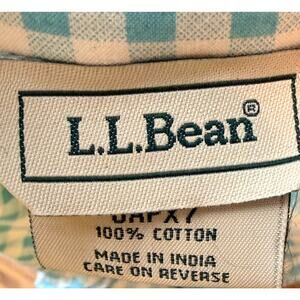 L.L.Bean®
100% COTTON
MADE IN INDIA
CARE ON REVERSE